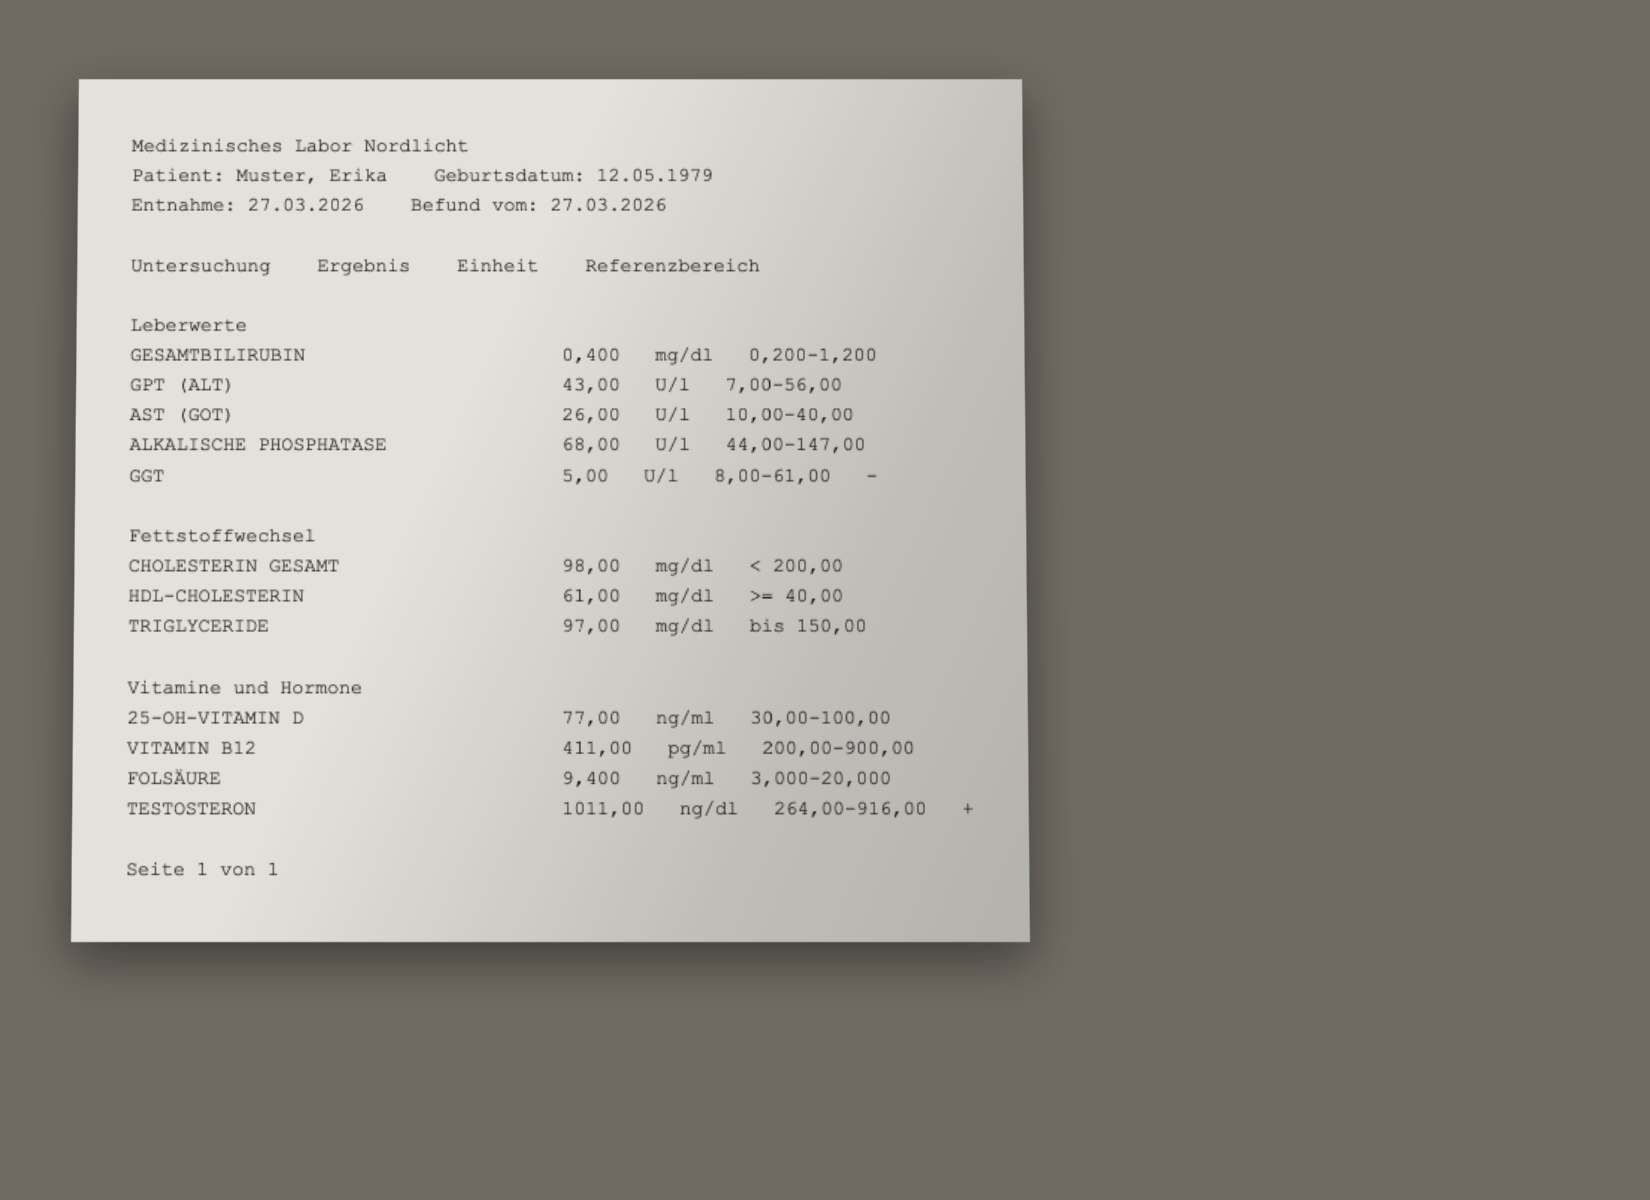 Medizinisches Labor Nordlicht
Patient: Muster, Erika    Geburtsdatum: 12.05.1979
Entnahme: 27.03.2026    Befund vom: 27.03.2026
Untersuchung    Ergebnis    Einheit    Referenzbereich
Leberwerte
GESAMTBILIRUBIN    0,400   mg/dl   0,200-1,200
GPT (ALT)    43,00   U/l   7,00-56,00
AST (GOT)    26,00   U/l   10,00-40,00
ALKALISCHE PHOSPHATASE    68,00   U/l   44,00-147,00
GGT    5,00   U/l   8,00-61,00   -
Fettstoffwechsel
CHOLESTERIN GESAMT    98,00   mg/dl   < 200,00
HDL-CHOLESTERIN    61,00   mg/dl   >= 40,00
TRIGLYCERIDE    97,00   mg/dl   bis 150,00
Vitamine und Hormone
25-OH-VITAMIN D    77,00   ng/ml   30,00-100,00
VITAMIN B12    411,00   pg/ml   200,00-900,00
FOLSÄURE    9,400   ng/ml   3,000-20,000
TESTOSTERON    1011,00   ng/dl   264,00-916,00   +
Seite 1 von 1